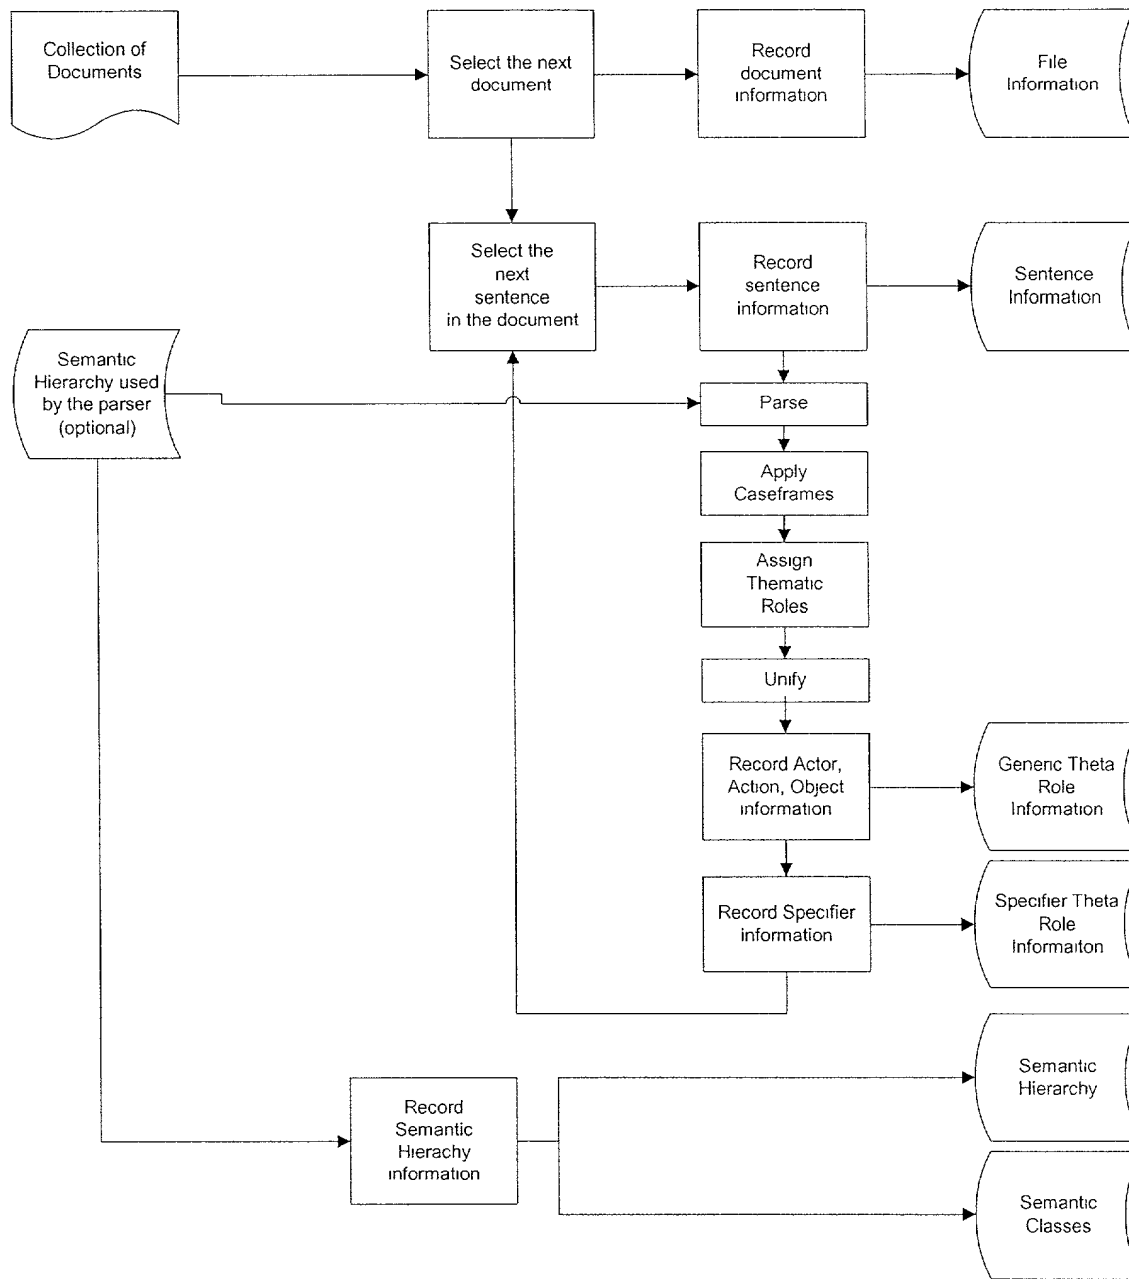 Collection of
Documents
Select the next
document
Record
document
information
File
Information
Select the
next
sentence
in the document
Record
sentence
information
Sentence
Information
Semantic
Hierarchy used
by the parser
(optional)
Parse
Apply
Caseframes
Assign
Thematic
Roles
Unify
Record Actor,
Action, Object
information
Generic Theta
Role
Information
Record Specifier
information
Specifier Theta
Role
Informaiton
Record
Semantic
Hierachy
information
Semantic
Hierarchy
Semantic
Classes